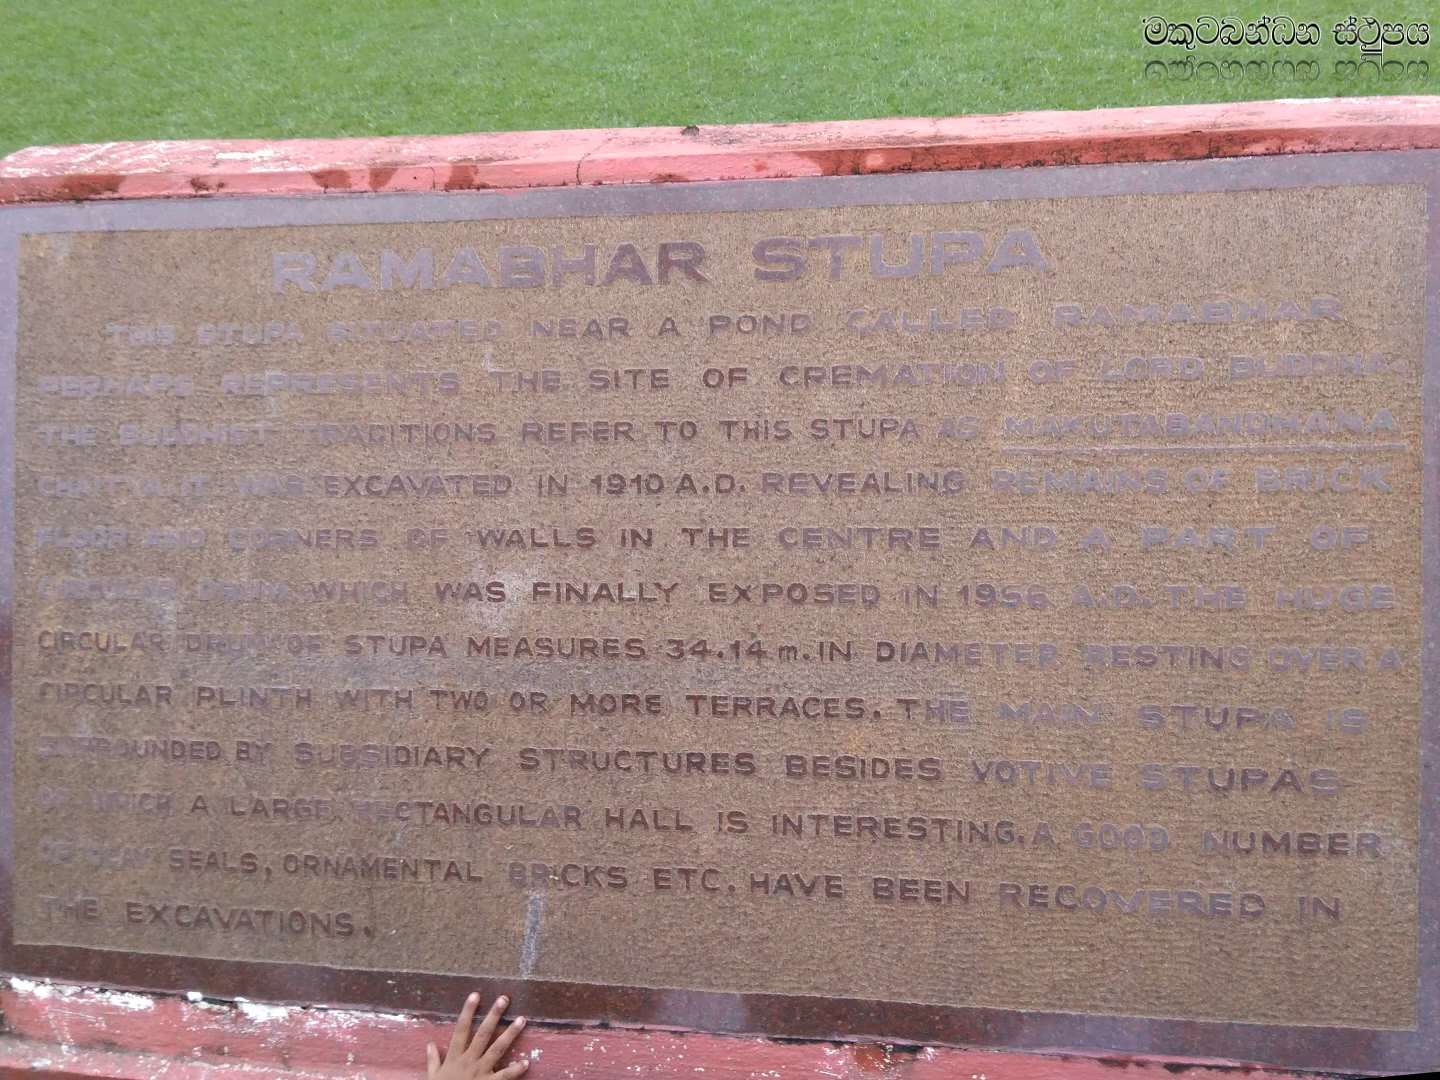 මකුටබන්ධන ස්ථූපය
RAMABHAR STUPA
THIS STUPA SITUATED NEAR A POND CALLED RAMABHAR
PERHAPS REPRESENTS THE SITE OF CREMATION OF LORD BUDDHA.
THE BUDDHIST TRADITIONS REFER TO THIS STUPA AS MAKUTABANDHANA
CHAITYA IT WAS EXCAVATED IN 1910 A.D. REVEALING REMAINS OF BRICK
FLOOR AND CORNERS OF WALLS IN THE CENTRE AND A PART OF
CIRCULAR DRUM WHICH WAS FINALLY EXPOSED IN 1956 A.D. THE HUGE
CIRCULAR DRUM OF STUPA MEASURES 34.14 m. IN DIAMETER RESTING OVER A
CIRCULAR PLINTH WITH TWO OR MORE TERRACES. THE MAIN STUPA IS
SURROUNDED BY SUBSIDIARY STRUCTURES BESIDES VOTIVE STUPAS
OF WHICH A LARGE RECTANGULAR HALL IS INTERESTING. A GOOD NUMBER
OF CLAY SEALS, ORNAMENTAL BRICKS ETC. HAVE BEEN RECOVERED IN
THE EXCAVATIONS.